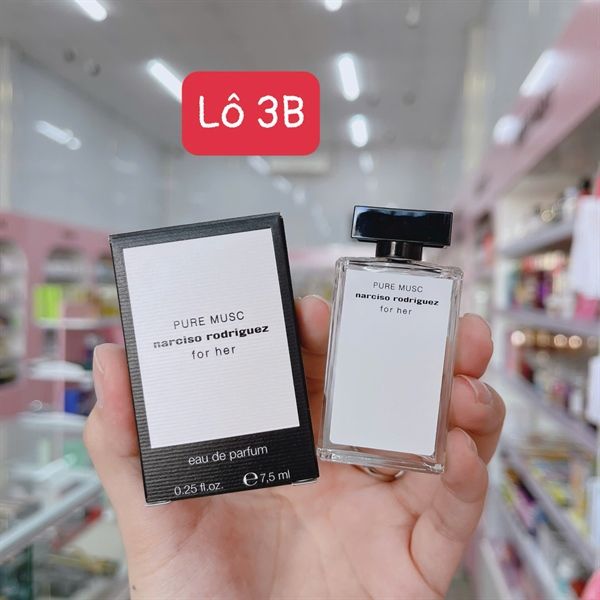 Lô 3B
PURE MUSC
narciso rodriguez
for her
eau de parfum
0.25 fl.oz. ℮ 7,5 ml
PURE MUSC
narciso rodriguez
for her